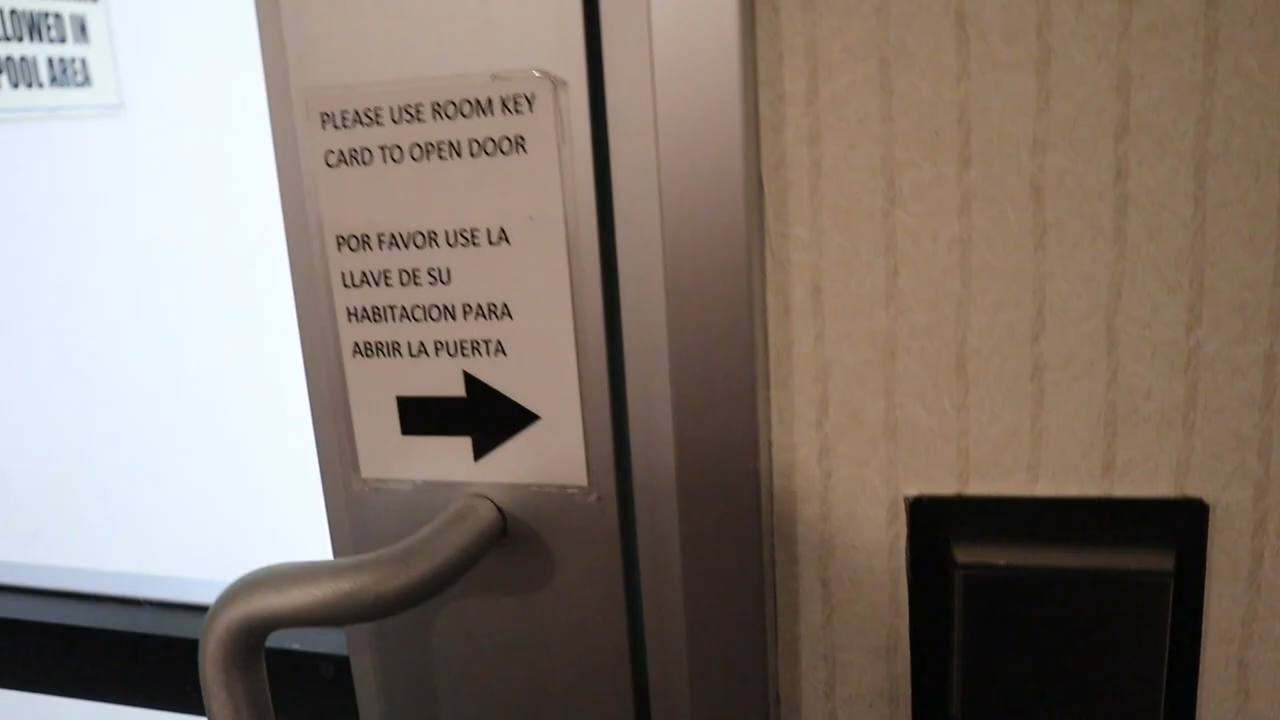 IN
POOL AREA
PLEASE USE ROOM KEY
CARD TO OPEN DOOR
POR FAVOR USE LA
LLAVE DE SU
HABITACION PARA
ABRIR LA PUERTA